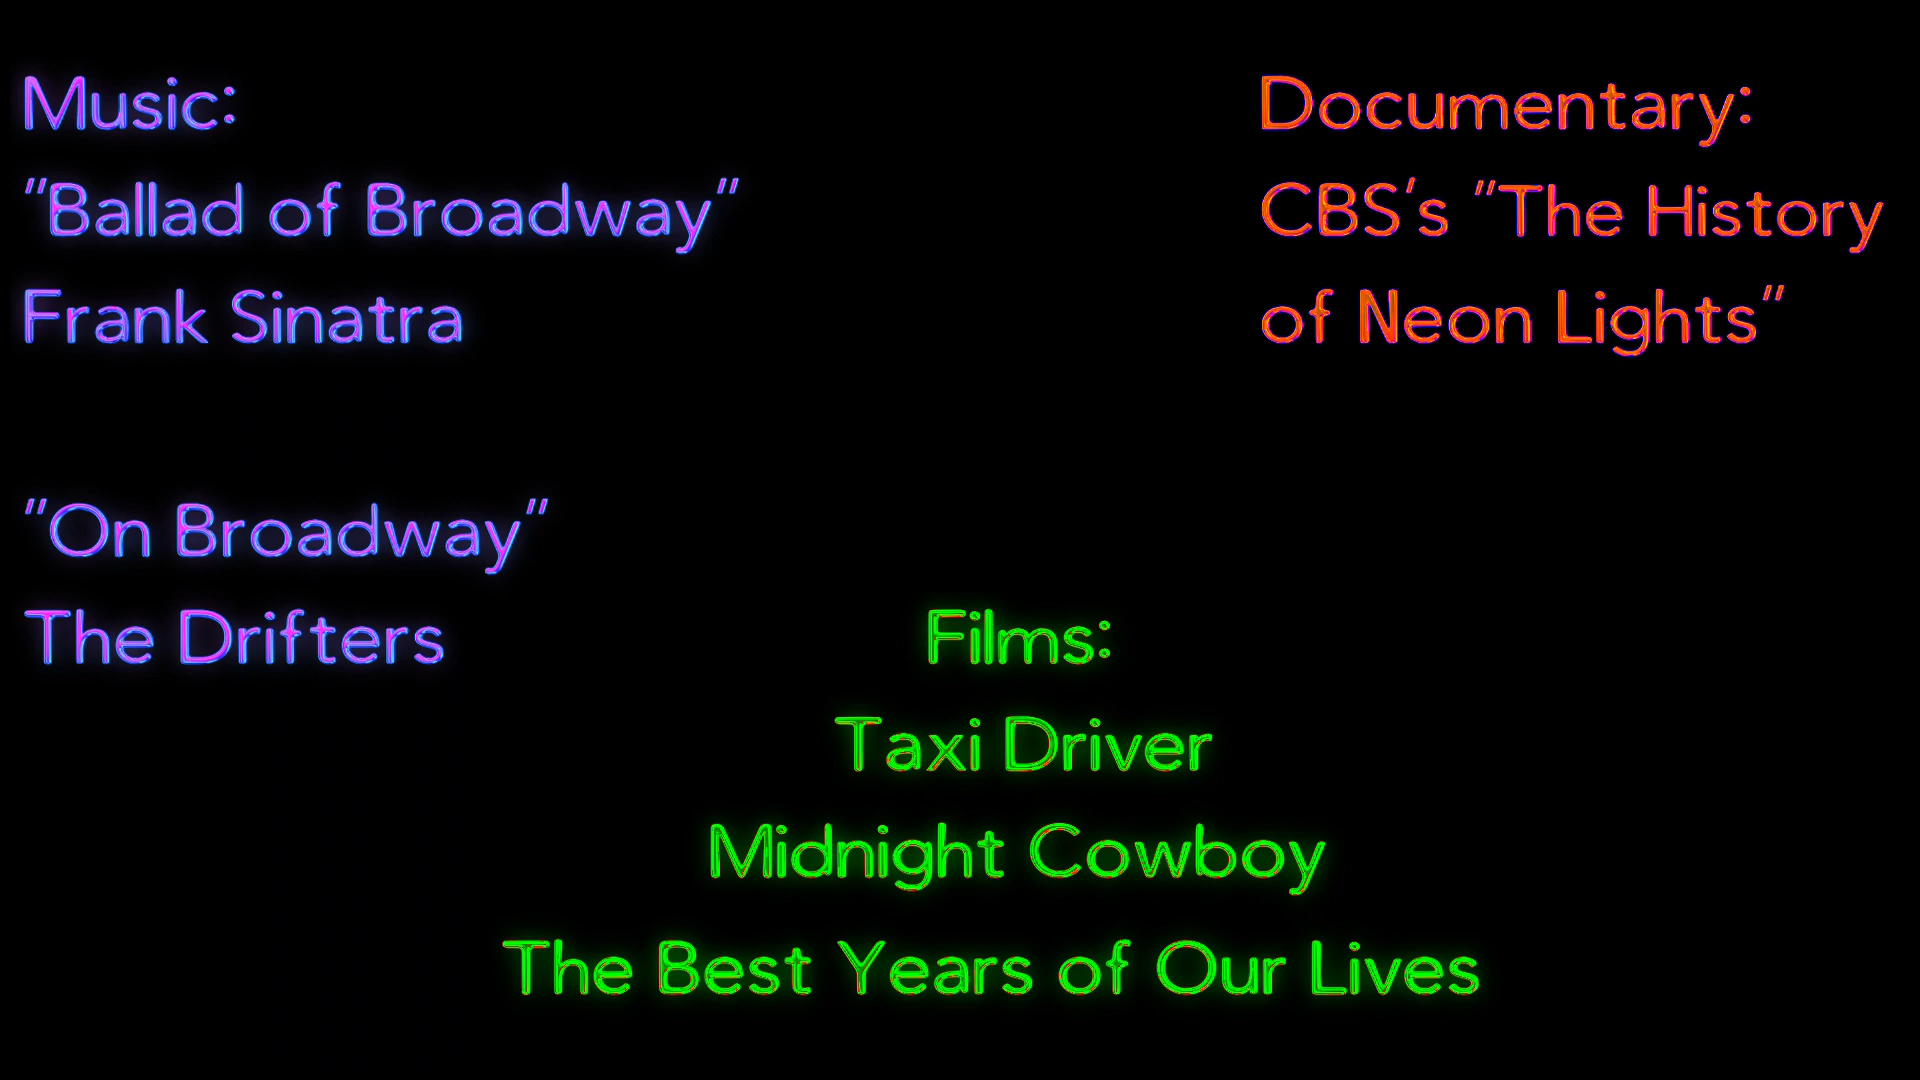 Music:
"Ballad of Broadway"
Frank Sinatra
"On Broadway"
The Drifters
Documentary:
CBS's "The History
of Neon Lights"
Films:
Taxi Driver
Midnight Cowboy
The Best Years of Our Lives